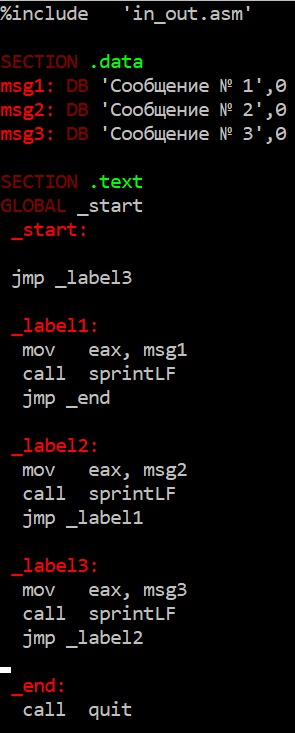 %include   'in_out.asm'
SECTION .data
msg1: DB 'Сообщение № 1',0
msg2: DB 'Сообщение № 2',0
msg3: DB 'Сообщение № 3',0
SECTION .text
GLOBAL _start
_start:
jmp _label3
_label1:
mov   eax, msg1
call  sprintLF
jmp _end
_label2:
mov   eax, msg2
call  sprintLF
jmp _label1
_label3:
mov   eax, msg3
call  sprintLF
jmp _label2
_end:
call  quit